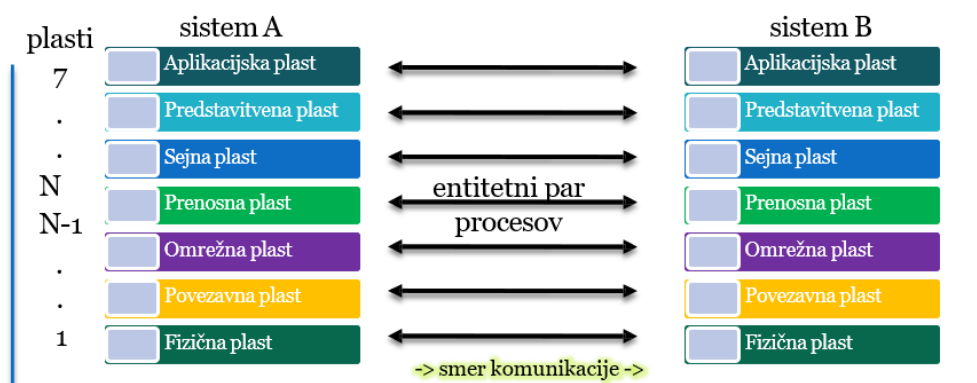 plasti
sistem A
sistem B
7
.
.
N
N-1
.
.
1
Aplikacijska plast
Predstavitvena plast
Sejna plast
Prenosna plast
Omrežna plast
Povezavna plast
Fizična plast
entitetni par
procesov
-> smer komunikacije ->
Aplikacijska plast
Predstavitvena plast
Sejna plast
Prenosna plast
Omrežna plast
Povezavna plast
Fizična plast